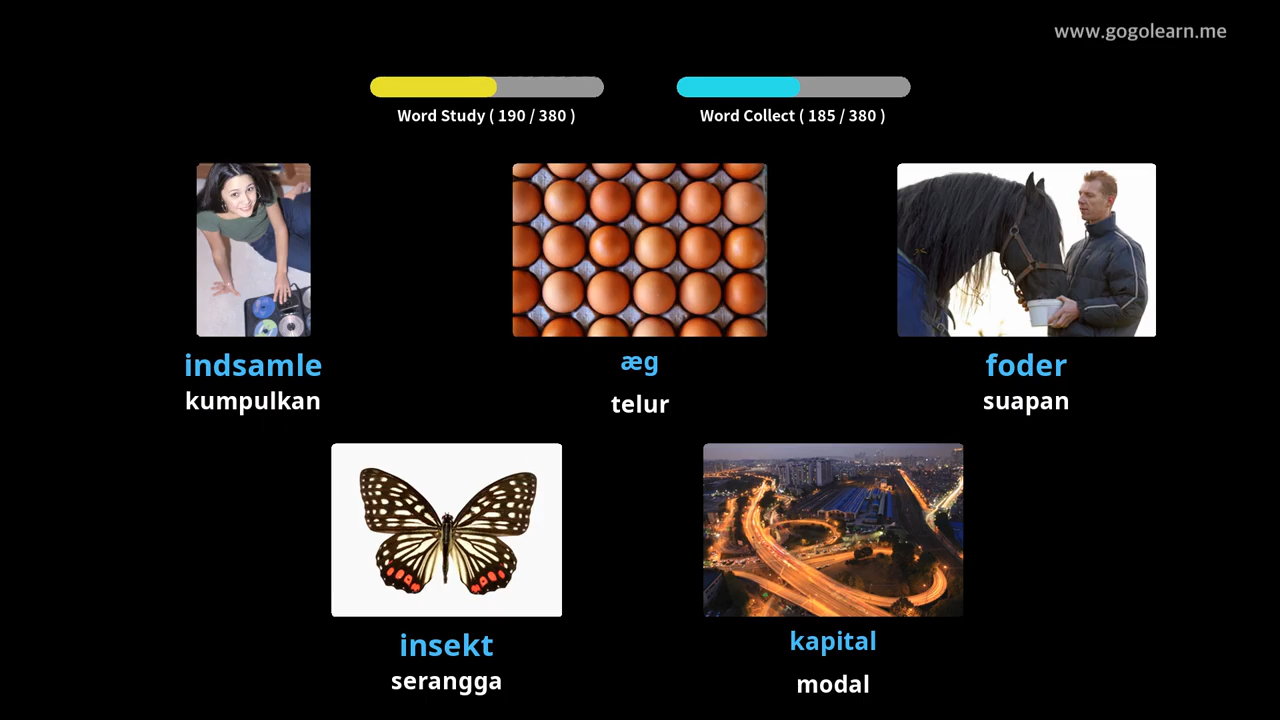 www.gogolearn.me
Word Study ( 190 / 380 )
Word Collect ( 185 / 380 )
indsamle
kumpulkan
æg
telur
foder
suapan
insekt
serangga
kapital
modal